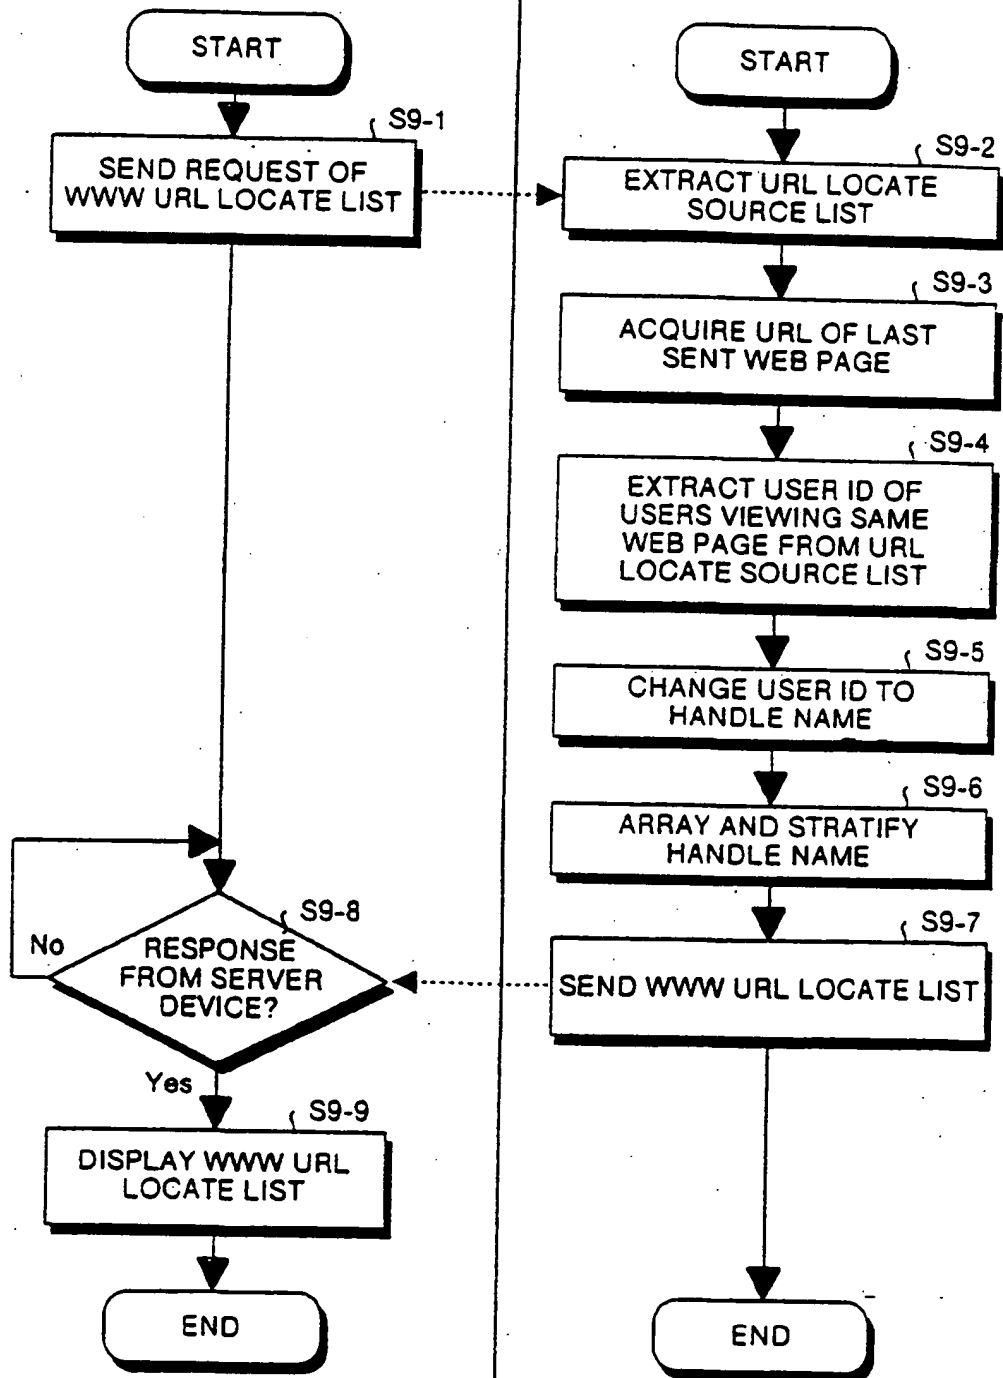 START
S9-1
SEND REQUEST OF
WWW URL LOCATE LIST
S9-8
No
RESPONSE
FROM SERVER
DEVICE?
Yes
S9-9
DISPLAY WWW URL
LOCATE LIST
END
START
S9-2
EXTRACT URL LOCATE
SOURCE LIST
S9-3
ACQUIRE URL OF LAST
SENT WEB PAGE
S9-4
EXTRACT USER ID OF
USERS VIEWING SAME
WEB PAGE FROM URL
LOCATE SOURCE LIST
S9-5
CHANGE USER ID TO
HANDLE NAME
S9-6
ARRAY AND STRATIFY
HANDLE NAME
S9-7
SEND WWW URL LOCATE LIST
END